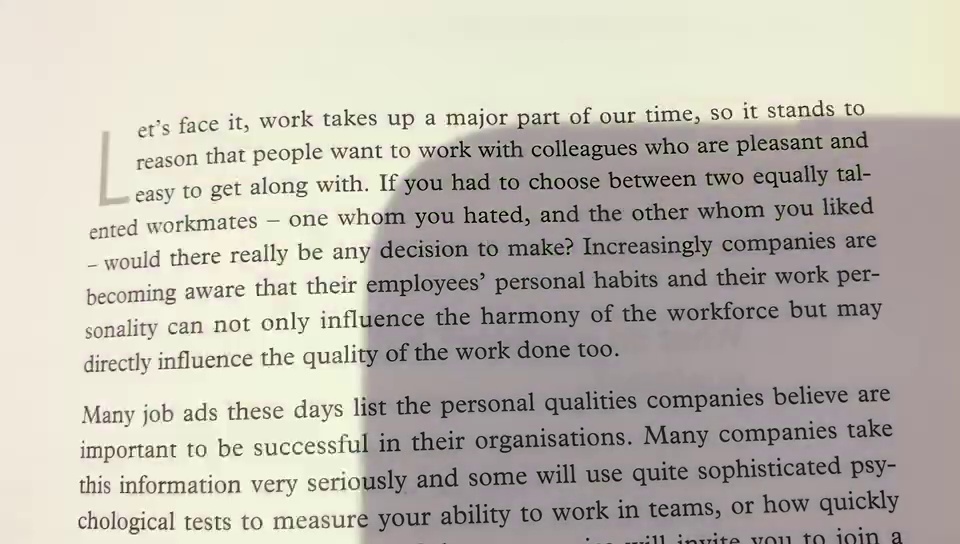 Let's face it, work takes up a major part of our time, so it stands to
reason that people want to work with colleagues who are pleasant and
easy to get along with. If you had to choose between two equally tal-
ented workmates – one whom you hated, and the other whom you liked
– would there really be any decision to make? Increasingly companies are
becoming aware that their employees' personal habits and their work per-
sonality can not only influence the harmony of the workforce but may
directly influence the quality of the work done too.
Many job ads these days list the personal qualities companies believe are
important to be successful in their organisations. Many companies take
this information very seriously and some will use quite sophisticated psy-
chological tests to measure your ability to work in teams, or how quickly
will invite you to join a